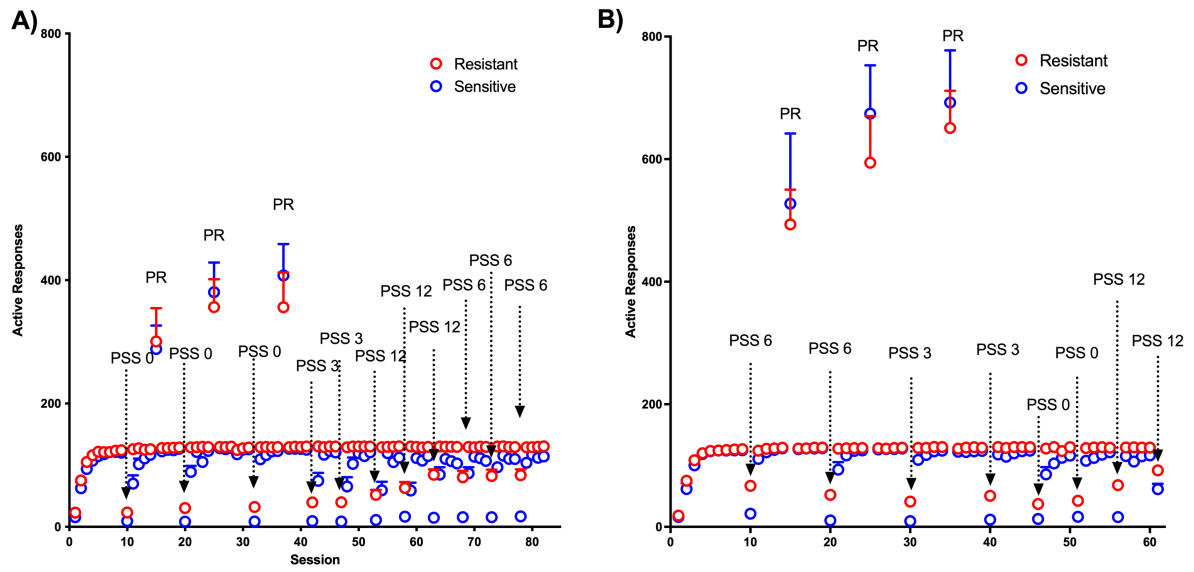 A)
800
600
400
200
0
Active Responses
0
10
20
30
40
50
60
70
80
Session
Resistant
Sensitive
PR
PR
PR
PSS 0
PSS 0
PSS 0
PSS 3
PSS 3
PSS 12
PSS 12
PSS 12
PSS 6
PSS 6
PSS 6
B)
800
600
400
200
0
Active Responses
0
10
20
30
40
50
60
Resistant
Sensitive
PR
PR
PR
PSS 6
PSS 6
PSS 3
PSS 3
PSS 0
PSS 0
PSS 12
PSS 12